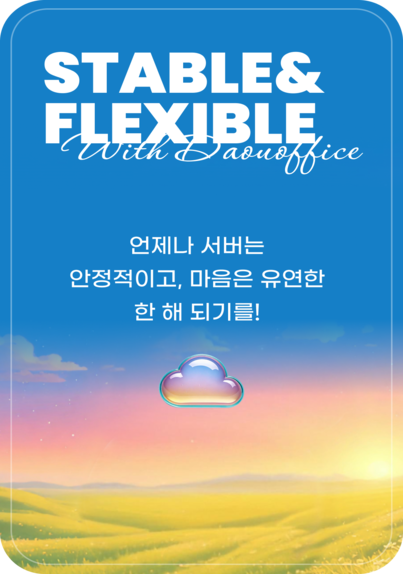 STABLE&
FLEXIBLE
With Daouoffice
언제나 서버는
안정적이고, 마음은 유연한
한 해 되기를!